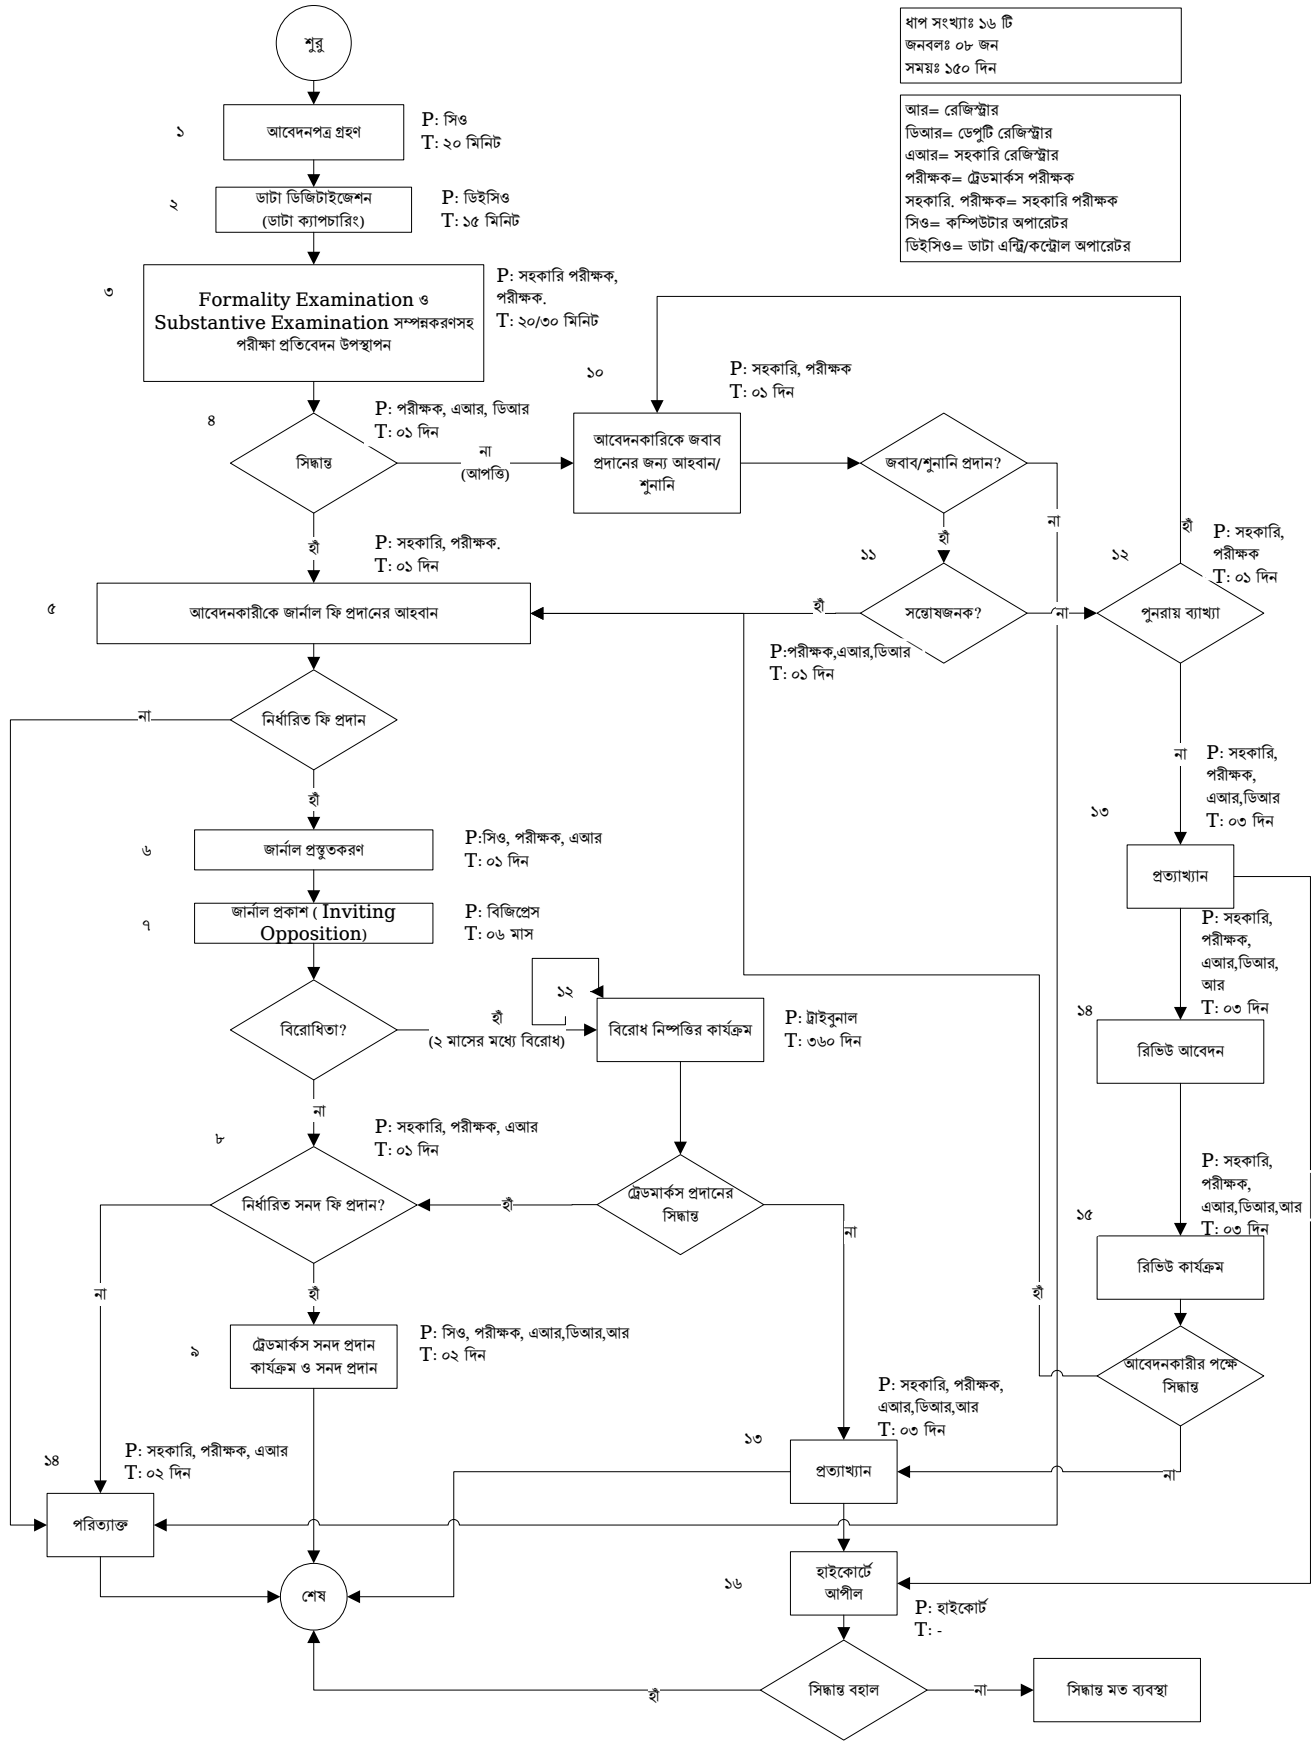 শুরু
ধাপ সংখ্যাঃ ১৬ টি
জনবলঃ ০৮ জন
সময়ঃ ১৫০ দিন
আর= রেজিস্ট্রার
ডিআর= ডেপুটি রেজিস্ট্রার
এআর= সহকারি রেজিস্ট্রার
পরীক্ষক= ট্রেডমার্কস পরীক্ষক
সহকারি. পরীক্ষক= সহকারি পরীক্ষক
সিও= কম্পিউটার অপারেটর
ডিইসিও= ডাটা এন্ট্রি/কন্ট্রোল অপারেটর
১
আবেদনপত্র গ্রহণ
P: সিও
T: ২০ মিনিট
২
ডাটা ডিজিটাইজেশন
(ডাটা ক্যাপচারিং)
P: ডিইসিও
T: ১৫ মিনিট
৩
Formality Examination ও
Substantive Examination সম্পন্নকরণসহ
পরীক্ষা প্রতিবেদন উপস্থাপন
P: সহকারি পরীক্ষক,
পরীক্ষক.
T: ২০/৩০ মিনিট
৪
সিদ্ধান্ত
P: পরীক্ষক, এআর, ডিআর
T: ০১ দিন
না
(আপত্তি)
হাঁ
১০
P: সহকারি, পরীক্ষক
T: ০১ দিন
আবেদনকারিকে জবাব
প্রদানের জন্য আহবান/
শুনানি
জবাব/শুনানি প্রদান?
না
হাঁ
১১
সন্তোষজনক?
হাঁ
না
P:পরীক্ষক,এআর,ডিআর
T: ০১ দিন
১২
হাঁ
P: সহকারি,
পরীক্ষক
T: ০১ দিন
পুনরায় ব্যাখ্যা
না
P: সহকারি, পরীক্ষক.
T: ০১ দিন
৫
আবেদনকারীকে জার্নাল ফি প্রদানের আহবান
নির্ধারিত ফি প্রদান
না
হাঁ
৬
জার্নাল প্রস্তুতকরণ
P:সিও, পরীক্ষক, এআর
T: ০১ দিন
৭
জার্নাল প্রকাশ ( Inviting
Opposition)
P: বিজিপ্রেস
T: ০৬ মাস
বিরোধিতা?
হাঁ
(২ মাসের মধ্যে বিরোধ)
না
১২
বিরোধ নিষ্পত্তির কার্যক্রম
P: ট্রাইবুনাল
T: ৩৬০ দিন
১৩
P: সহকারি,
পরীক্ষক,
এআর,ডিআর
T: ০৩ দিন
প্রত্যাখ্যান
১৪
P: সহকারি,
পরীক্ষক,
এআর,ডিআর,
আর
T: ০৩ দিন
রিভিউ আবেদন
৮
P: সহকারি, পরীক্ষক, এআর
T: ০১ দিন
নির্ধারিত সনদ ফি প্রদান?
হাঁ
ট্রেডমার্কস প্রদানের
সিদ্ধান্ত
না
না
হাঁ
১৫
P: সহকারি,
পরীক্ষক,
এআর,ডিআর,আর
T: ০৩ দিন
রিভিউ কার্যক্রম
হাঁ
আবেদনকারীর পক্ষে
সিদ্ধান্ত
না
৯
ট্রেডমার্কস সনদ প্রদান
কার্যক্রম ও সনদ প্রদান
P: সিও, পরীক্ষক, এআর,ডিআর,আর
T: ০২ দিন
১৩
P: সহকারি, পরীক্ষক,
এআর,ডিআর,আর
T: ০৩ দিন
প্রত্যাখ্যান
১৪
P: সহকারি, পরীক্ষক, এআর
T: ০২ দিন
পরিত্যাক্ত
শেষ
১৬
হাইকোর্টে
আপীল
P: হাইকোর্ট
T: -
সিদ্ধান্ত বহাল
হাঁ
না
সিদ্ধান্ত মত ব্যবস্থা